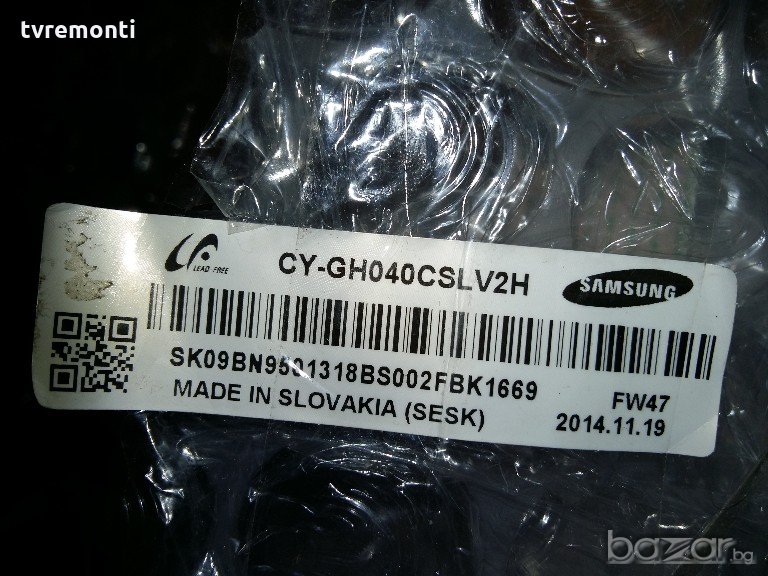 tvremonti
LEAD FREE
CY-GH040CSLV2H
SAMSUNG
SK09BN9501318BS002FBK1669
MADE IN SLOVAKIA (SESK)
FW47
2014.11.19
bazar.bg